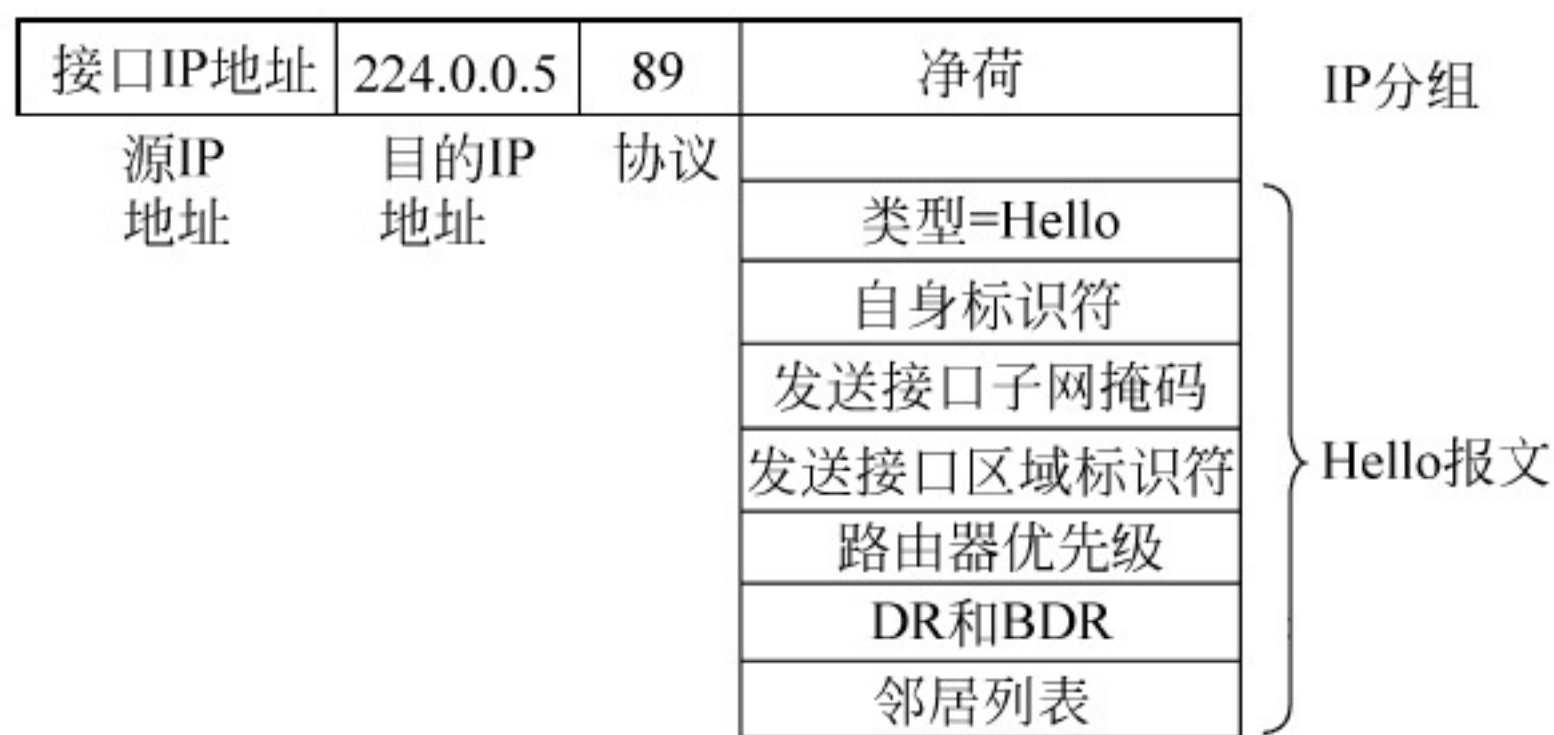 接口IP地址 224.0.0.5 89 净荷 IP分组
源IP 目的IP 协议
地址 地址
类型=Hello
自身标识符
发送接口子网掩码
发送接口区域标识符 Hello报文
路由器优先级
DR和BDR
邻居列表